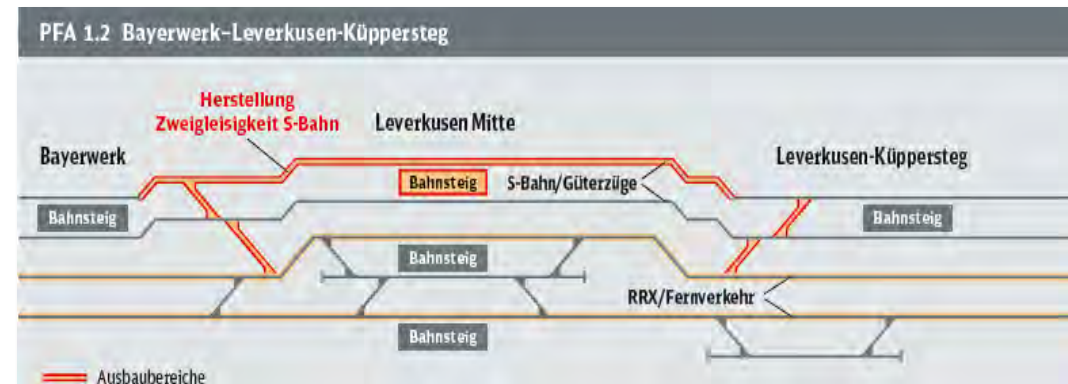 PFA 1.2 Bayerwerk–Leverkusen-Küppersteg
Herstellung
Zweigleisigkeit S-Bahn
Leverkusen Mitte
Bayerwerk
Leverkusen-Küppersteg
Bahnsteig
S-Bahn/Güterzüge
Bahnsteig
Bahnsteig
Bahnsteig
RRX/Fernverkehr
Bahnsteig
Ausbaubereiche